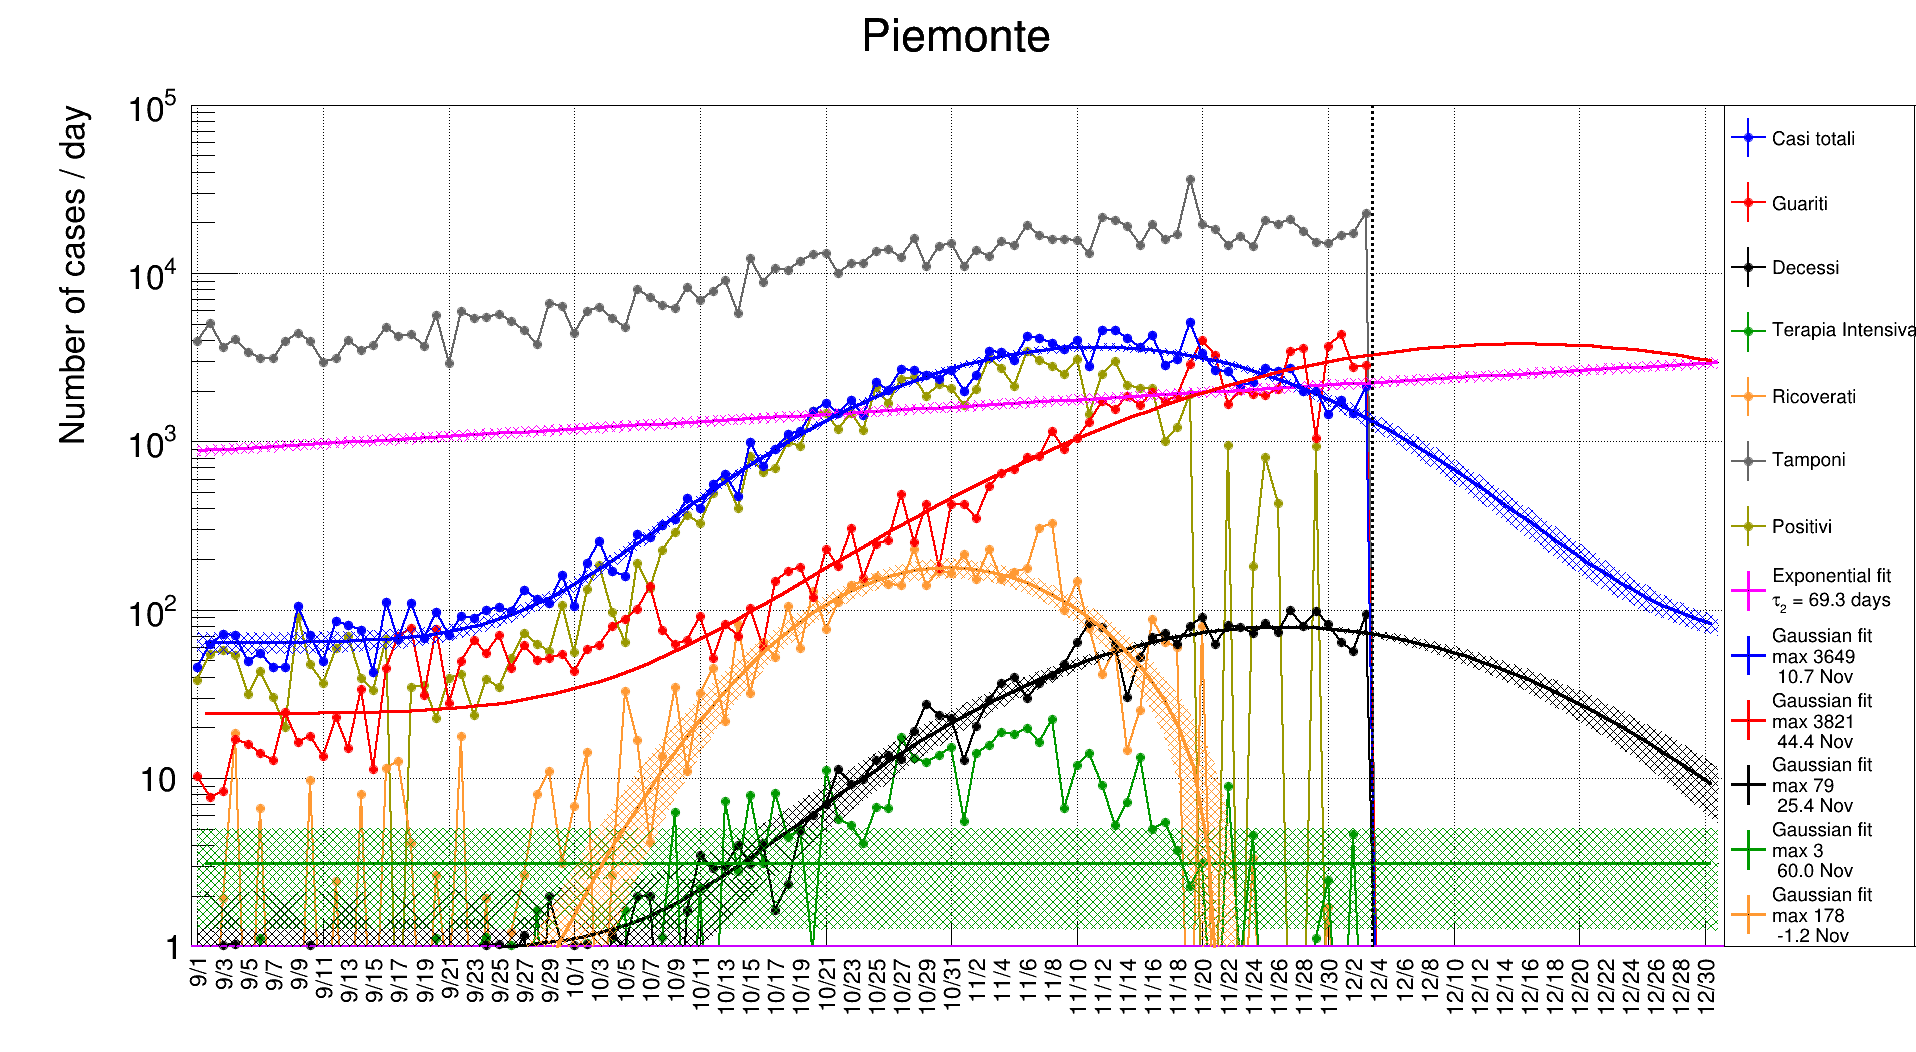 Piemonte
Number of cases / day
10⁵
10⁴
10³
10²
10
1
9/1
9/3
9/5
9/7
9/9
9/11
9/13
9/15
9/17
9/19
9/21
9/23
9/25
9/27
9/29
10/1
10/3
10/5
10/7
10/9
10/11
10/13
10/15
10/17
10/19
10/21
10/23
10/25
10/27
10/29
10/31
11/2
11/4
11/6
11/8
11/10
11/12
11/14
11/16
11/18
11/20
11/22
11/24
11/26
11/28
11/30
12/2
12/4
12/6
12/8
12/10
12/12
12/14
12/16
12/18
12/20
12/22
12/24
12/26
12/28
12/30
Casi totali
Guariti
Decessi
Terapia Intensiva
Ricoverati
Tamponi
Positivi
Exponential fit
τ₂ = 69.3 days
Gaussian fit
max 3649
10.7 Nov
Gaussian fit
max 3821
44.4 Nov
Gaussian fit
max 79
25.4 Nov
Gaussian fit
max 3
60.0 Nov
Gaussian fit
max 178
-1.2 Nov